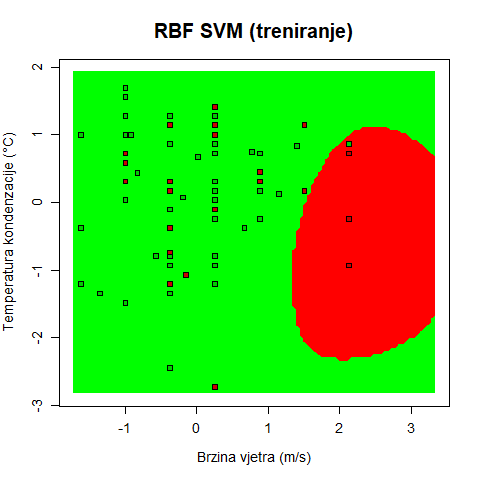 RBF SVM (treniranje)
Temperatura kondenzacije (°C)
2
1
0
-1
-2
-3
-1 0 1 2 3
Brzina vjetra (m/s)